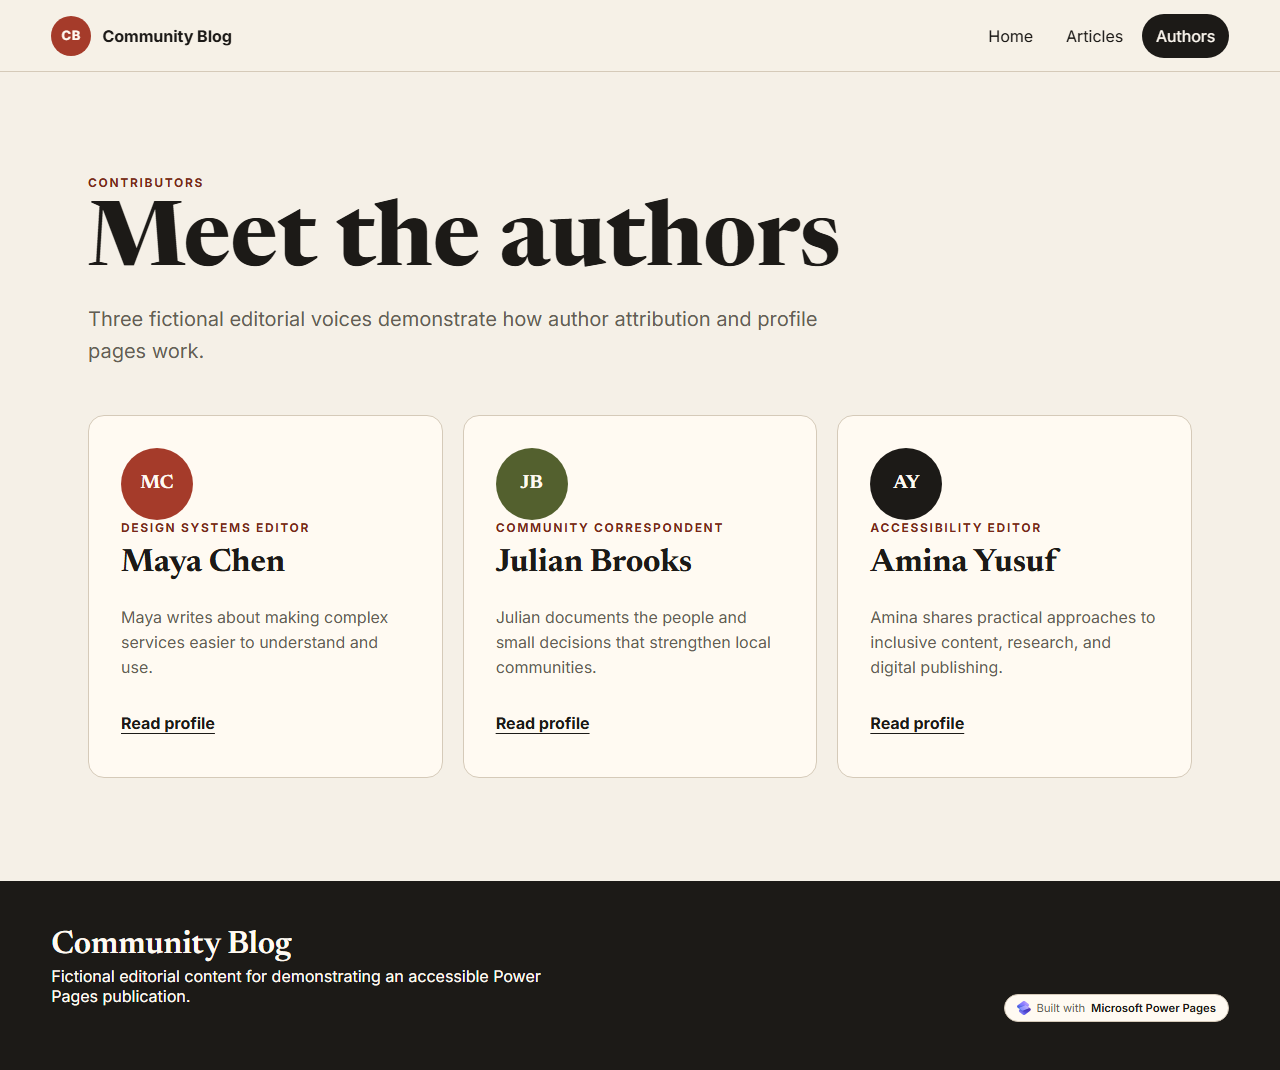 CB
Community Blog
Home
Articles
Authors
CONTRIBUTORS
Meet the authors
Three fictional editorial voices demonstrate how author attribution and profile
pages work.
MC
DESIGN SYSTEMS EDITOR
Maya Chen
Maya writes about making complex
services easier to understand and
use.
Read profile
JB
COMMUNITY CORRESPONDENT
Julian Brooks
Julian documents the people and
small decisions that strengthen local
communities.
Read profile
AY
ACCESSIBILITY EDITOR
Amina Yusuf
Amina shares practical approaches to
inclusive content, research, and
digital publishing.
Read profile
Community Blog
Fictional editorial content for demonstrating an accessible Power
Pages publication.
Built with Microsoft Power Pages